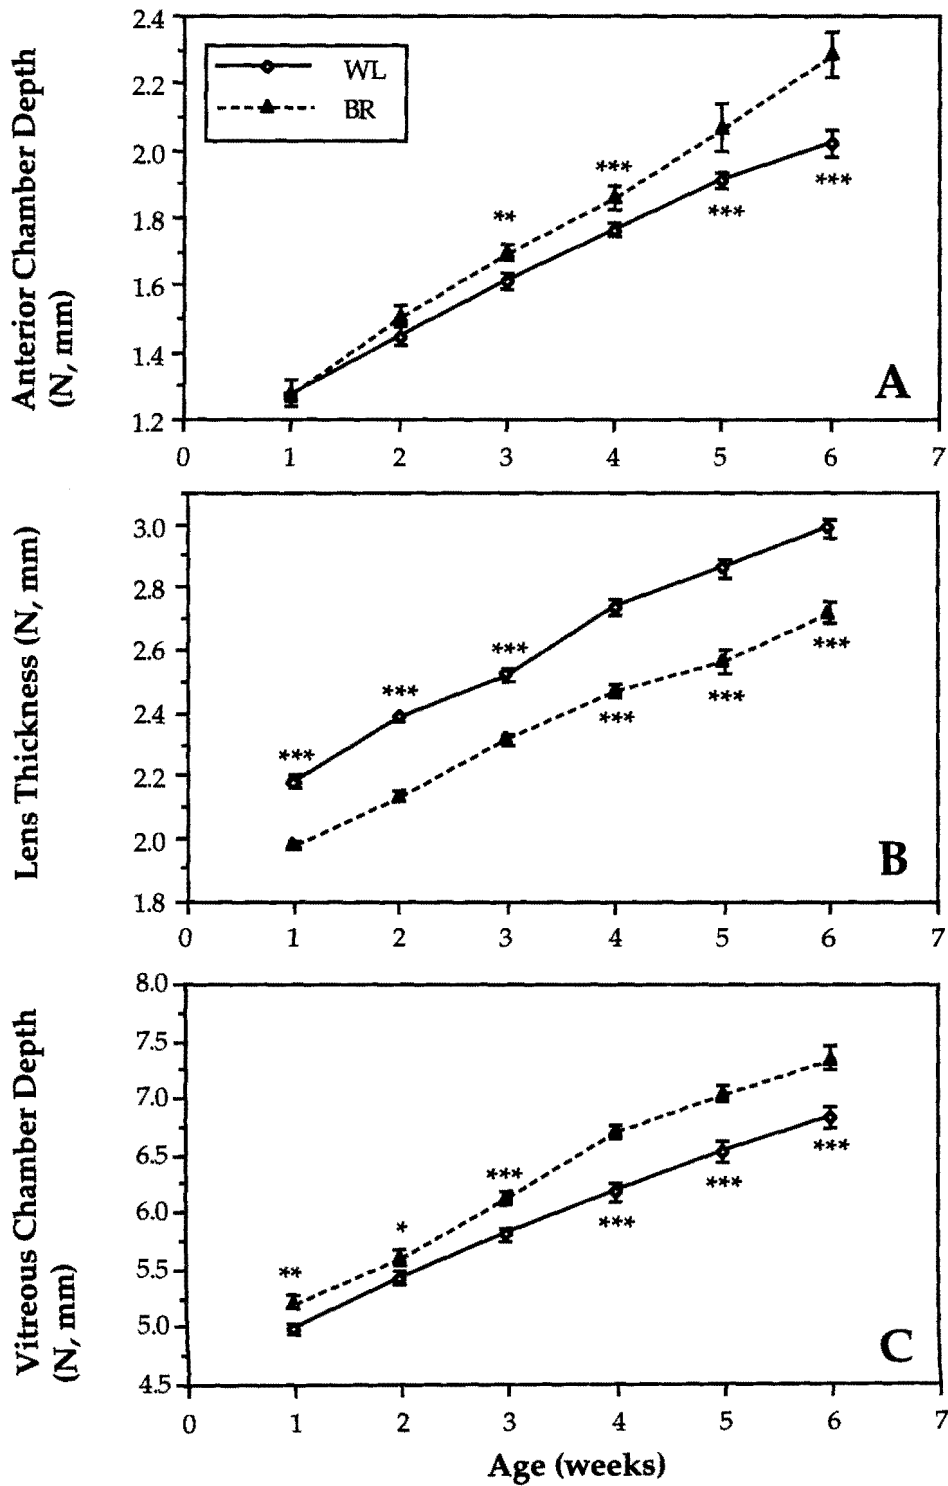 Anterior Chamber Depth
(N, mm)
2.4
2.2
2.0
1.8
1.6
1.4
1.2
WL
BR
**
***
***
***
A
0 1 2 3 4 5 6 7
Lens Thickness (N, mm)
3.0
2.8
2.6
2.4
2.2
2.0
1.8
***
***
***
***
***
***
B
0 1 2 3 4 5 6 7
Vitreous Chamber Depth
(N, mm)
8.0
7.5
7.0
6.5
6.0
5.5
5.0
4.5
**
*
***
***
***
***
C
0 1 2 3 4 5 6 7
Age (weeks)